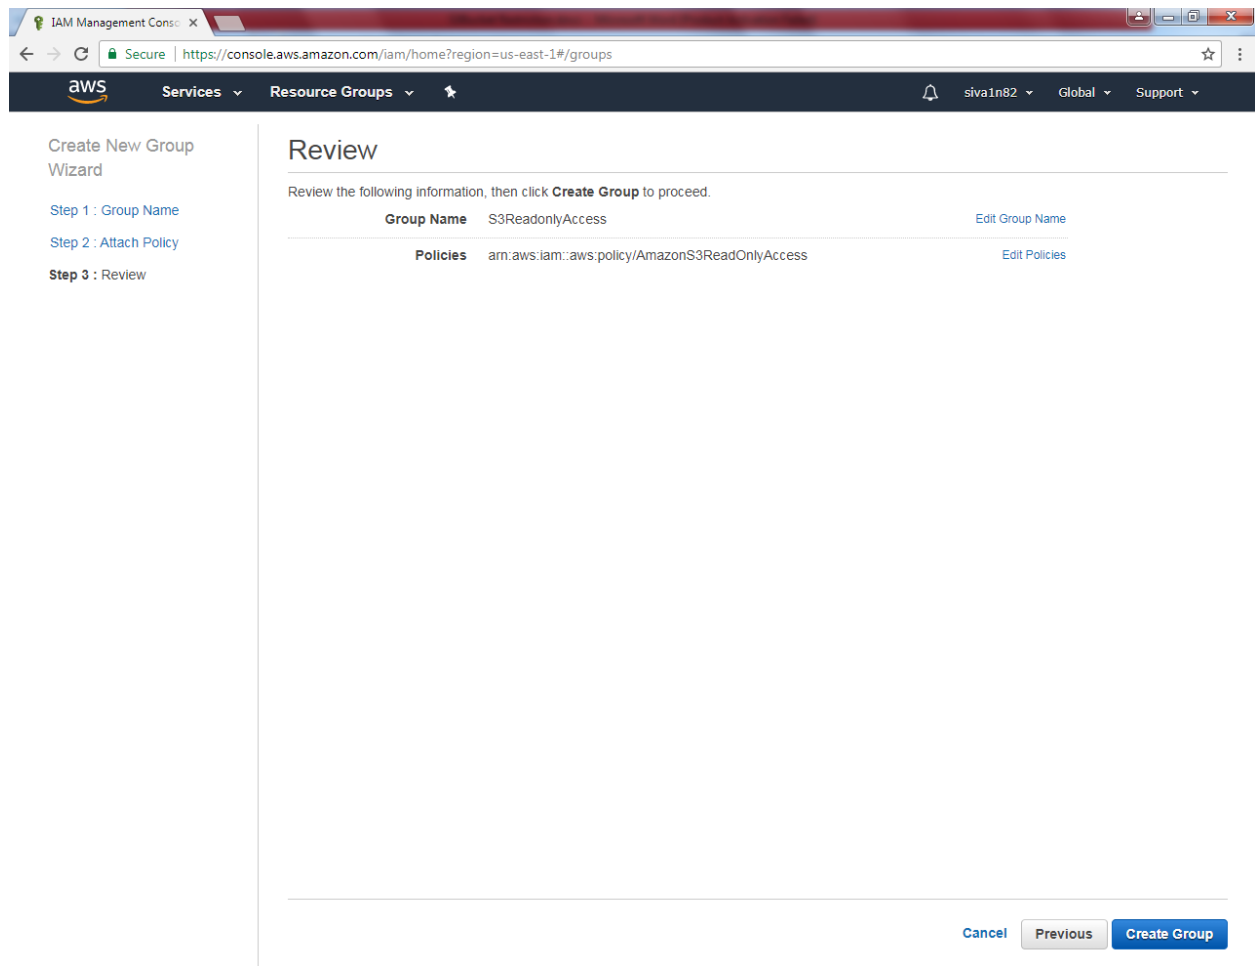 IAM Management Consc
Secure https://console.aws.amazon.com/iam/home?region=us-east-1#/groups
aws Services Resource Groups siva1n82 Global Support
Create New Group
Wizard
Step 1 : Group Name
Step 2 : Attach Policy
Step 3 : Review
Review
Review the following information, then click Create Group to proceed.
Group Name S3ReadonlyAccess Edit Group Name
Policies arn:aws:iam::aws:policy/AmazonS3ReadOnlyAccess Edit Policies
Cancel Previous Create Group